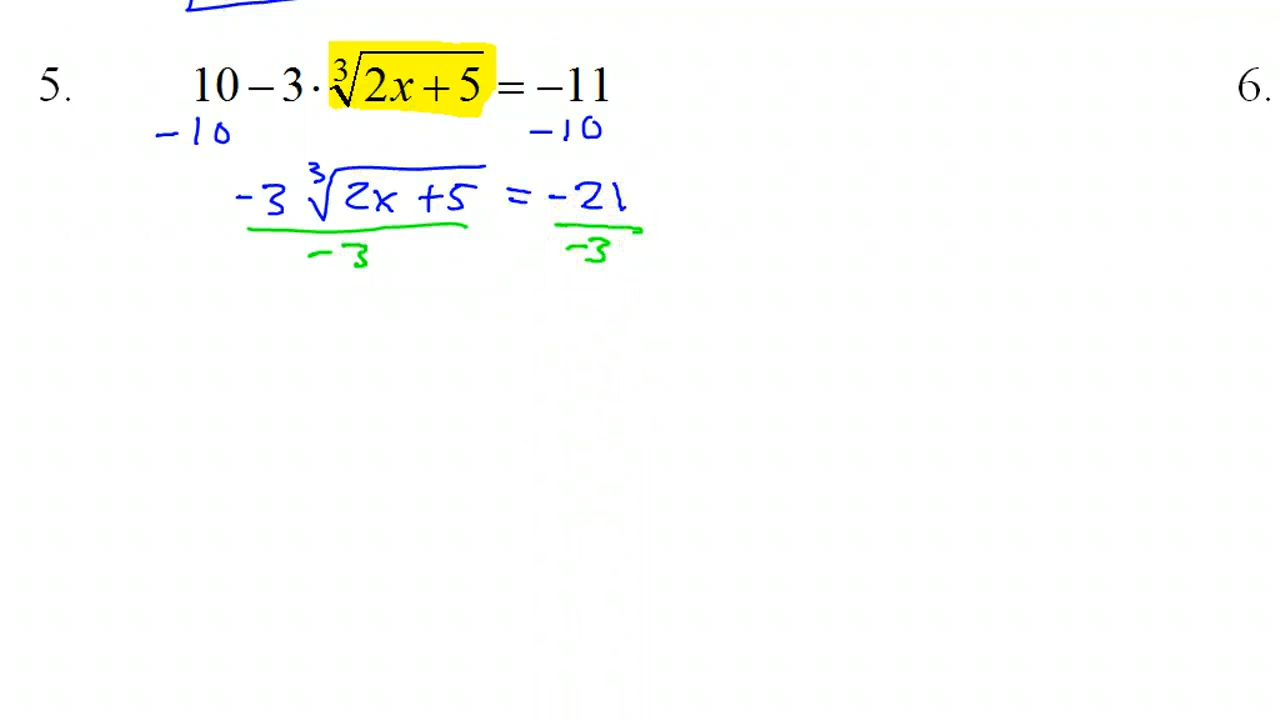 5. 10 − 3 · ∛(2x + 5) = −11 6.
−10 −10
−3 ∛(2x + 5) = −21
−3 −3